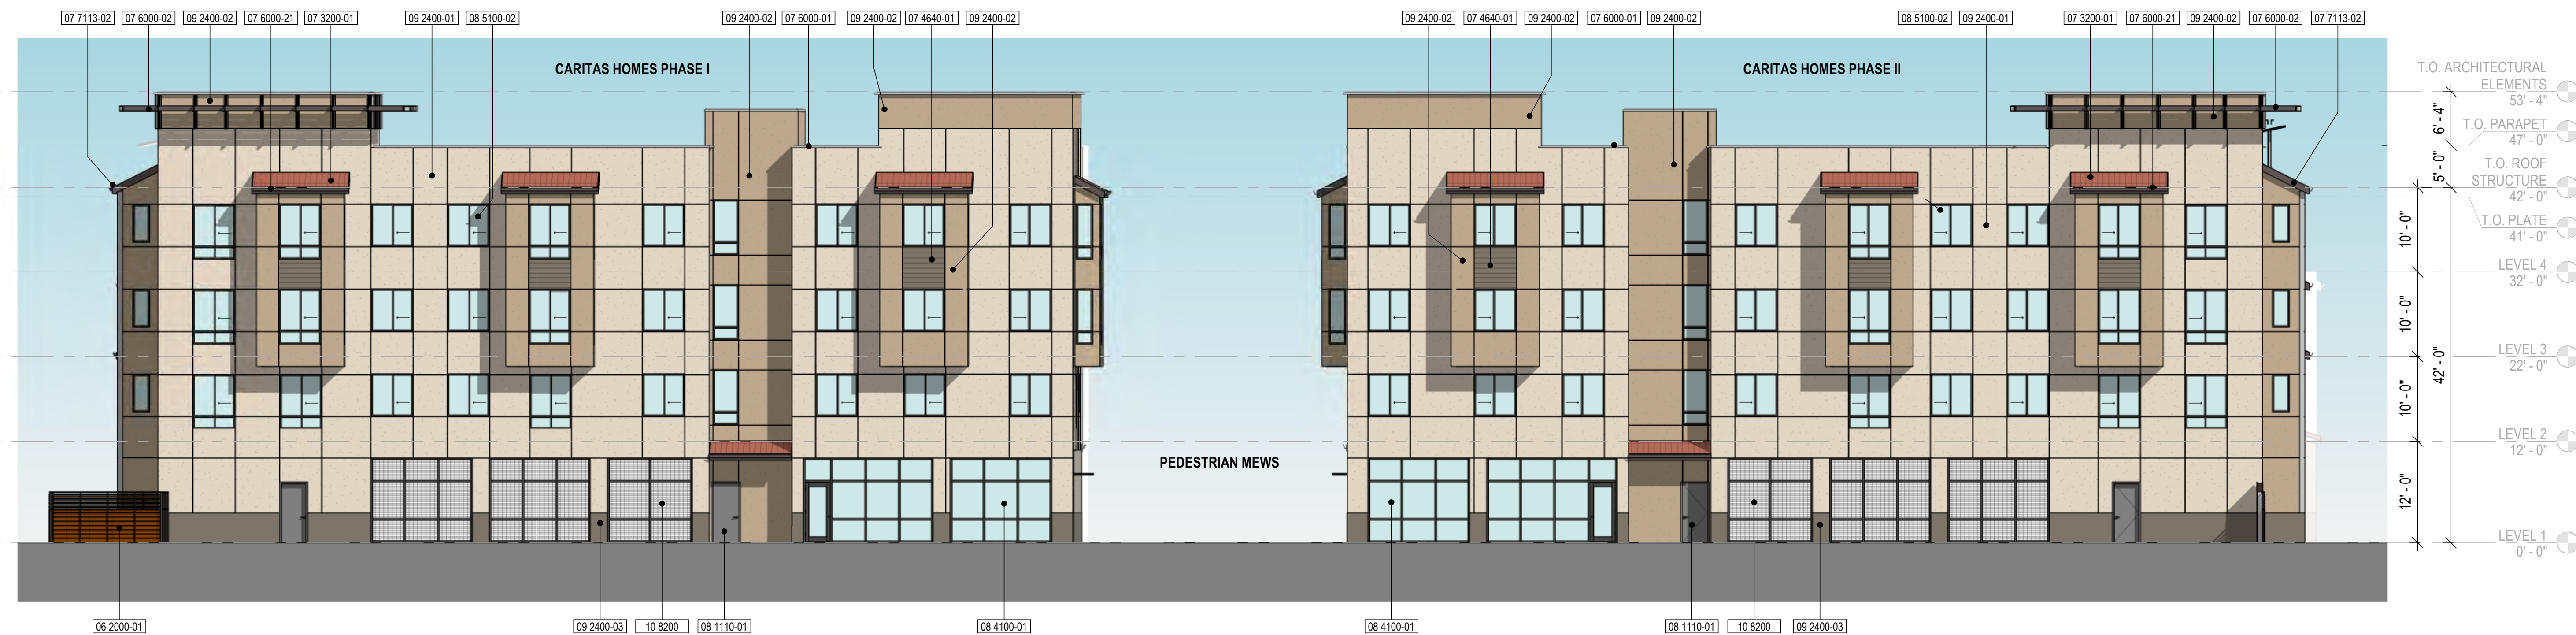 07 7113-02
07 6000-02
09 2400-02
07 6000-21
07 3200-01
09 2400-01
08 5100-02
09 2400-02
07 6000-01
09 2400-02
07 4640-01
09 2400-02
09 2400-02
07 4640-01
09 2400-02
07 6000-01
09 2400-02
08 5100-02
09 2400-01
07 3200-01
07 6000-21
09 2400-02
07 6000-02
07 7113-02
CARITAS HOMES PHASE I
CARITAS HOMES PHASE II
T.O. ARCHITECTURAL
ELEMENTS
53' - 4"
6' - 4"
T.O. PARAPET
47' - 0"
5' - 0"
T.O. ROOF
STRUCTURE
42' - 0"
T.O. PLATE
41' - 0"
10' - 0"
LEVEL 4
32' - 0"
10' - 0"
42' - 0"
LEVEL 3
22' - 0"
10' - 0"
LEVEL 2
12' - 0"
12' - 0"
LEVEL 1
0' - 0"
PEDESTRIAN MEWS
06 2000-01
09 2400-03
10 8200
08 1110-01
08 4100-01
08 4100-01
08 1110-01
10 8200
09 2400-03